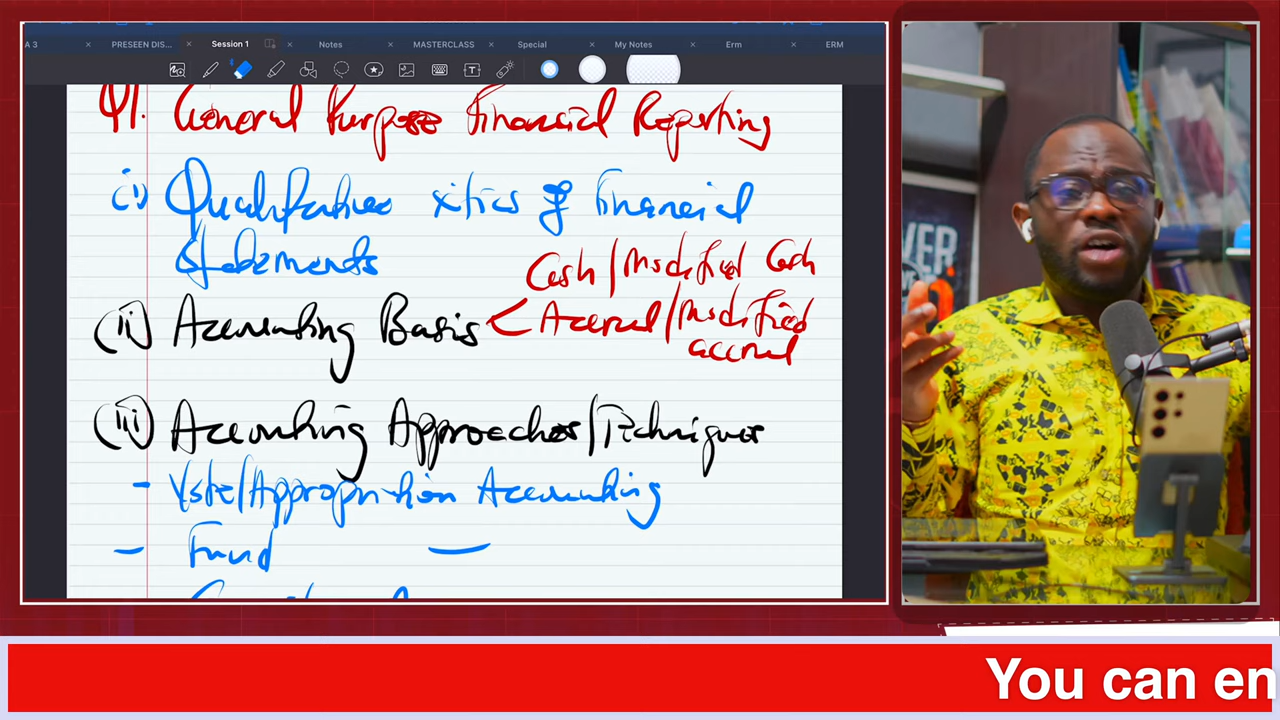 A 3 PRESEEN DIS... Session 1 Notes MASTERCLASS Special My Notes Erm ERM
Q1. General Purpose Financial Reporting
(i) Qualitative xtics of Financial
Statements
Cash/Modified Cash
(ii) Accounting Basis < Accrual/Modified
accrual
(iii) Accounting Approaches/Techniques
- Vote/Appropriation Accounting
- Fund —
You can en